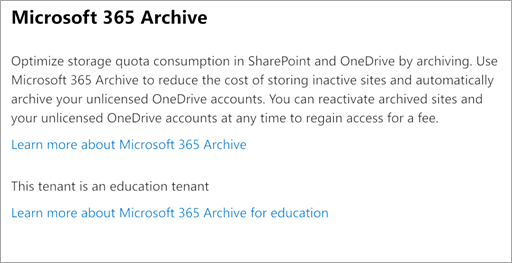 Microsoft 365 Archive
Optimize storage quota consumption in SharePoint and OneDrive by archiving. Use
Microsoft 365 Archive to reduce the cost of storing inactive sites and automatically
archive your unlicensed OneDrive accounts. You can reactivate archived sites and
your unlicensed OneDrive accounts at any time to regain access for a fee.
Learn more about Microsoft 365 Archive
This tenant is an education tenant
Learn more about Microsoft 365 Archive for education